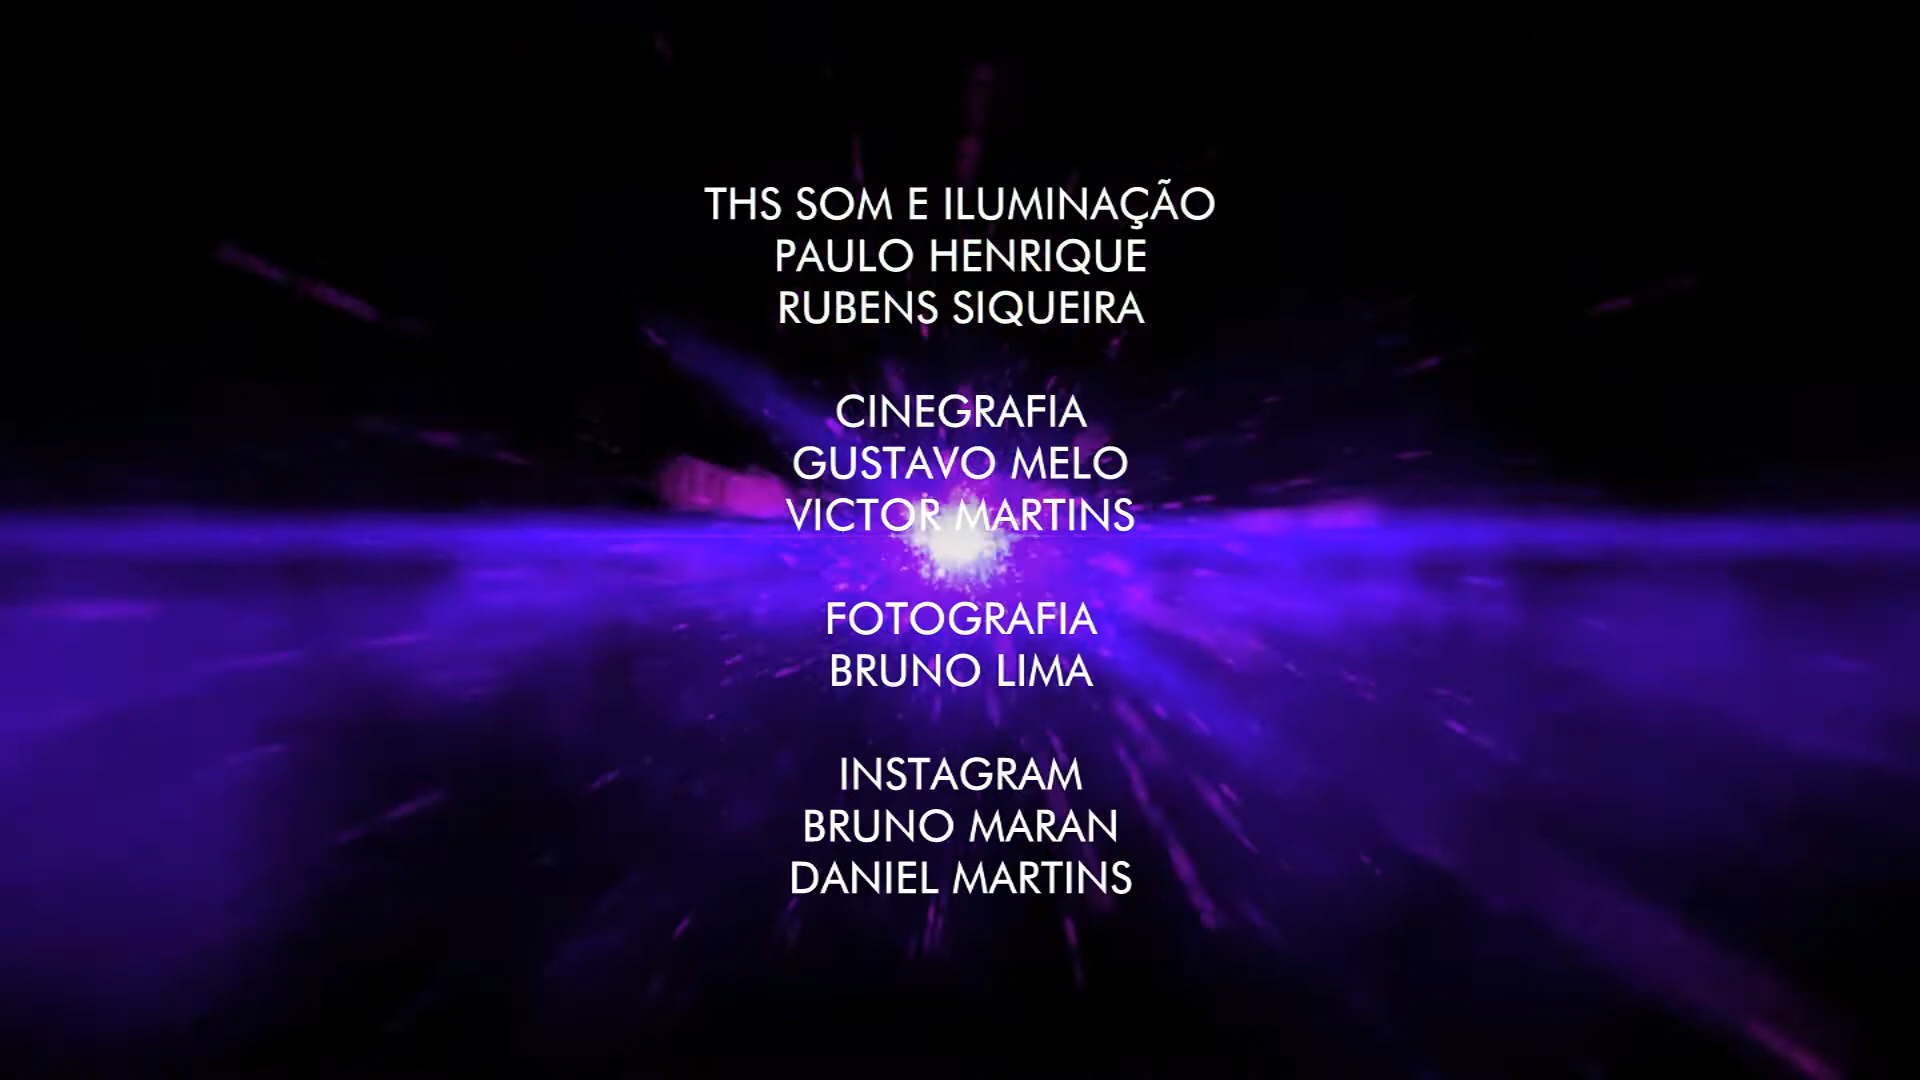 THS SOM E ILUMINAÇÃO
PAULO HENRIQUE
RUBENS SIQUEIRA
CINEGRAFIA
GUSTAVO MELO
VICTOR MARTINS
FOTOGRAFIA
BRUNO LIMA
INSTAGRAM
BRUNO MARAN
DANIEL MARTINS